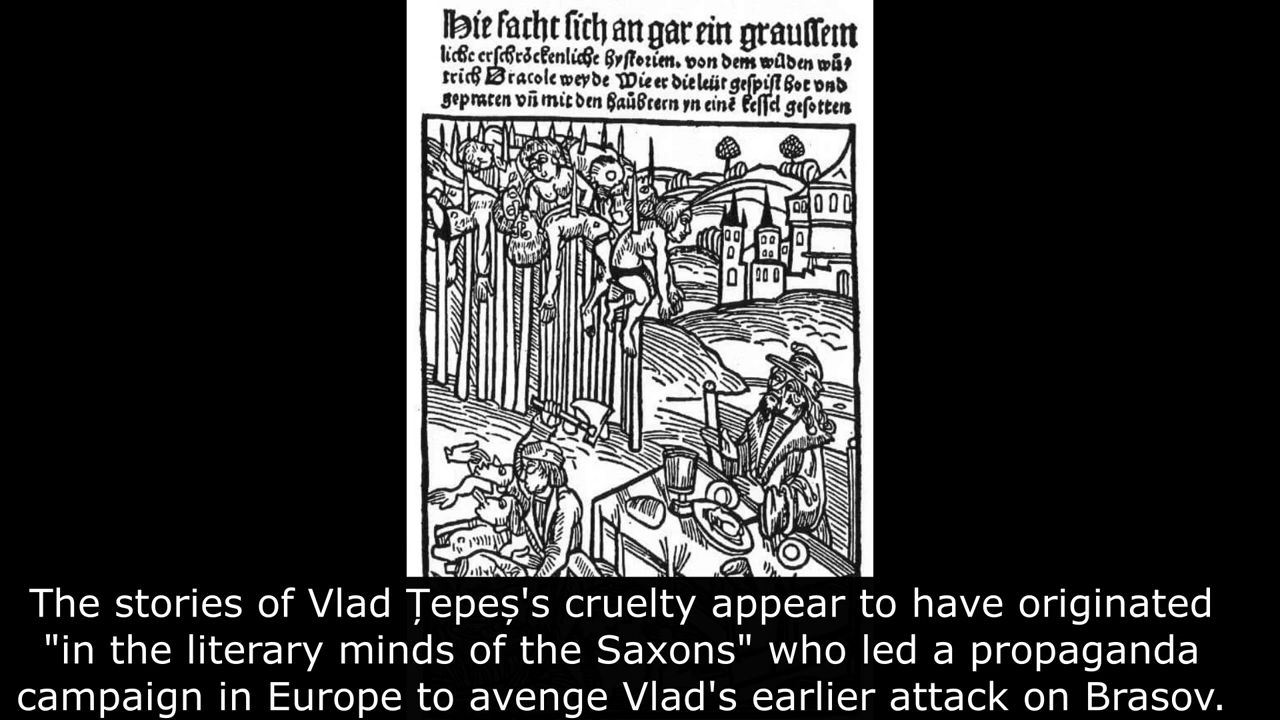 Hie facht sich an gar ein graussem
liche erschröckenliche hystorien. von dem wilden wü⸗
trich Dracole weyde Wie er die leüt gespist hot vnd
gepraten vñ mit den haübtern yn einẽ kessel gesotten
The stories of Vlad Țepeș's cruelty appear to have originated
"in the literary minds of the Saxons" who led a propaganda
campaign in Europe to avenge Vlad's earlier attack on Brasov.